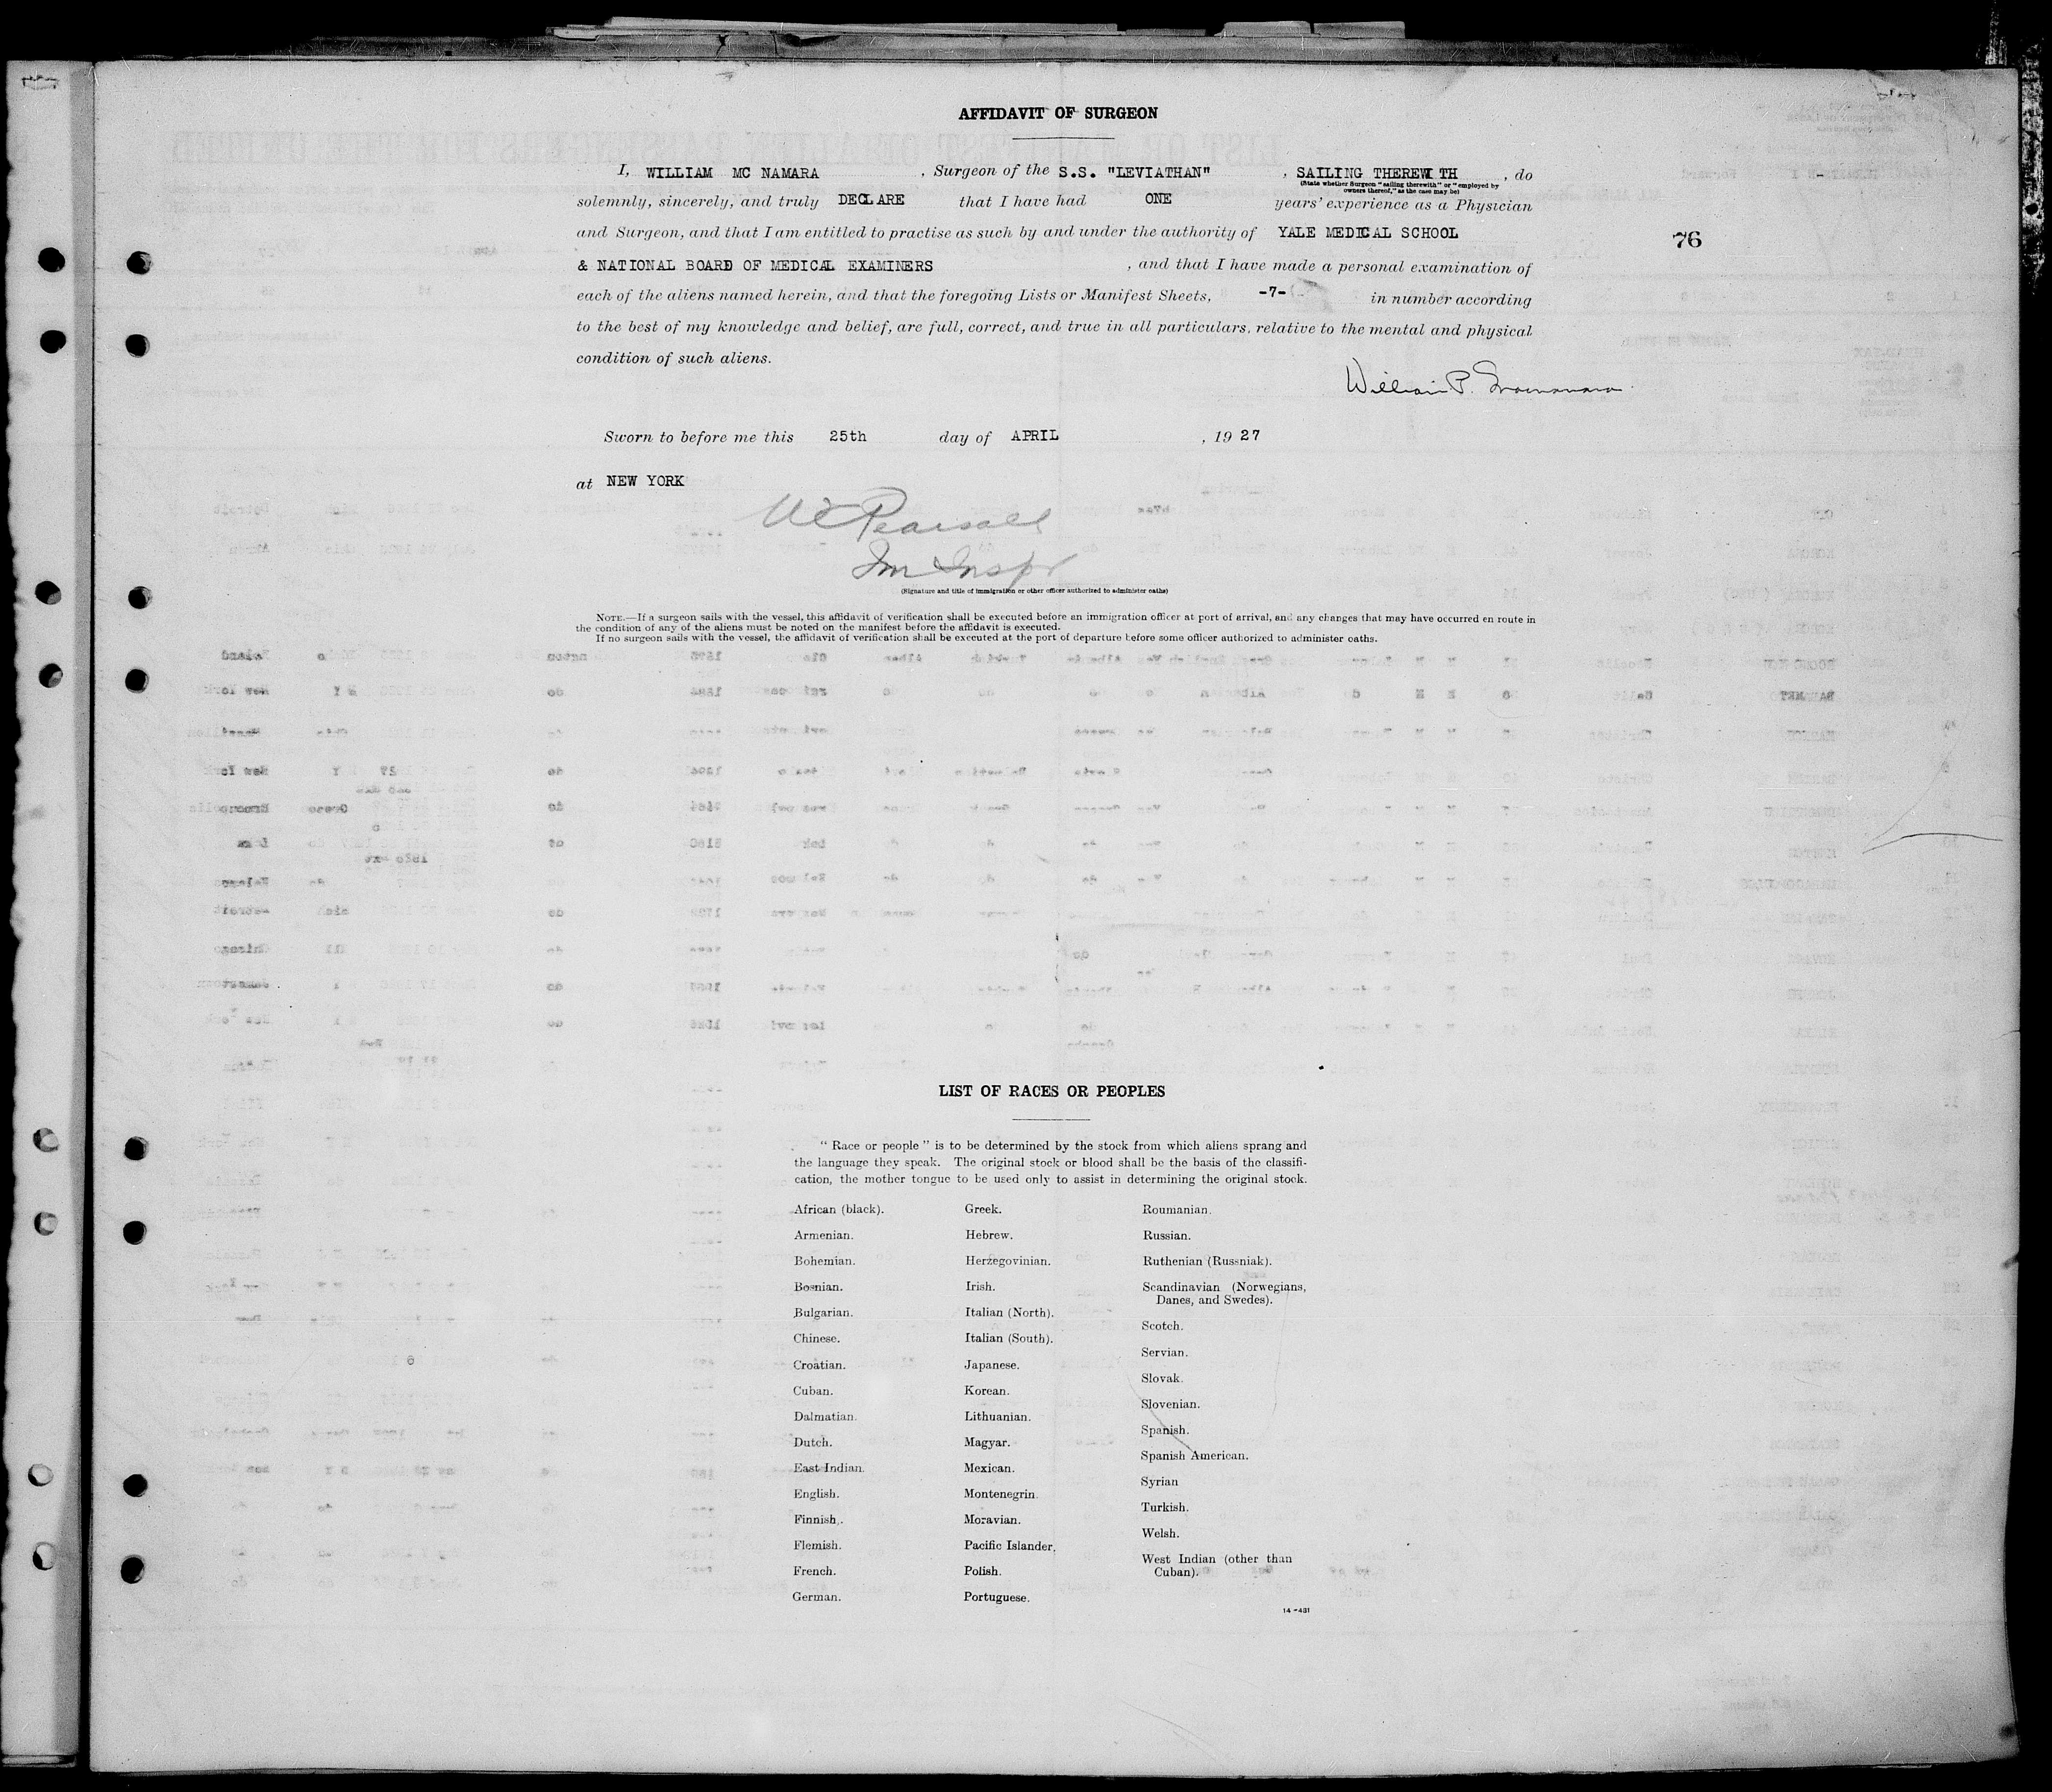 AFFIDAVIT OF SURGEON
I, WILLIAM MC NAMARA , Surgeon of the S.S. "LEVIATHAN" , SAILING THEREWITH , do
(State whether Surgeon "sailing therewith" or "employed by
owners thereof," as the case may be)
solemnly, sincerely, and truly DECLARE that I have had ONE years' experience as a Physician
and Surgeon, and that I am entitled to practise as such by and under the authority of YALE MEDICAL SCHOOL
76
& NATIONAL BOARD OF MEDICAL EXAMINERS , and that I have made a personal examination of
each of the aliens named herein, and that the foregoing Lists or Manifest Sheets, -7- in number according
to the best of my knowledge and belief, are full, correct, and true in all particulars, relative to the mental and physical
condition of such aliens.
William P. McNamara
Sworn to before me this 25th day of APRIL , 19 27
at NEW YORK
W C Pearsall
Im Inspr
(Signature and title of immigration or other officer authorized to administer oaths)
NOTE.—If a surgeon sails with the vessel, this affidavit of verification shall be executed before an immigration officer at port of arrival, and any changes that may have occurred en route in
the condition of any of the aliens must be noted on the manifest before the affidavit is executed.
If no surgeon sails with the vessel, the affidavit of verification shall be executed at the port of departure before some officer authorized to administer oaths.
LIST OF RACES OR PEOPLES
" Race or people " is to be determined by the stock from which aliens sprang and
the language they speak. The original stock or blood shall be the basis of the classifi-
cation, the mother tongue to be used only to assist in determining the original stock.
African (black).
Armenian.
Bohemian.
Bosnian.
Bulgarian.
Chinese.
Croatian.
Cuban.
Dalmatian.
Dutch.
East Indian.
English.
Finnish.
Flemish.
French.
German.
Greek.
Hebrew.
Herzegovinian.
Irish.
Italian (North).
Italian (South).
Japanese.
Korean.
Lithuanian.
Magyar.
Mexican.
Montenegrin.
Moravian.
Pacific Islander.
Polish.
Portuguese.
Roumanian.
Russian.
Ruthenian (Russniak).
Scandinavian (Norwegians,
Danes, and Swedes).
Scotch.
Servian.
Slovak.
Slovenian.
Spanish.
Spanish American.
Syrian
Turkish.
Welsh.
West Indian (other than
Cuban).
14—431